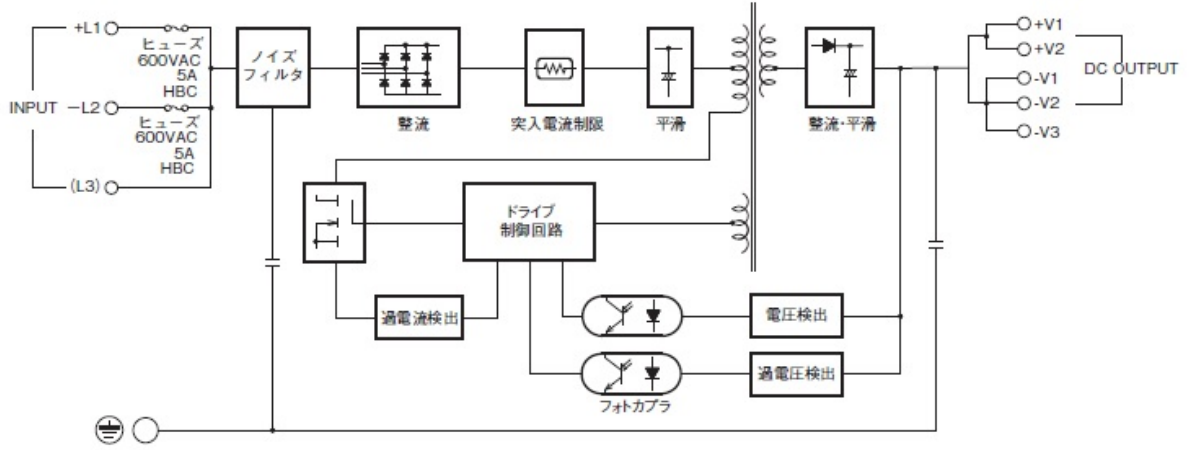 +L1
ヒューズ
600VAC
5A
HBC
INPUT
−L2
ヒューズ
600VAC
5A
HBC
(L3)
ノイズ
フィルタ
整流
突入電流制限
平滑
整流・平滑
+V1
+V2
-V1
-V2
-V3
DC OUTPUT
ドライブ
制御回路
過電流検出
電圧検出
過電圧検出
フォトカプラ